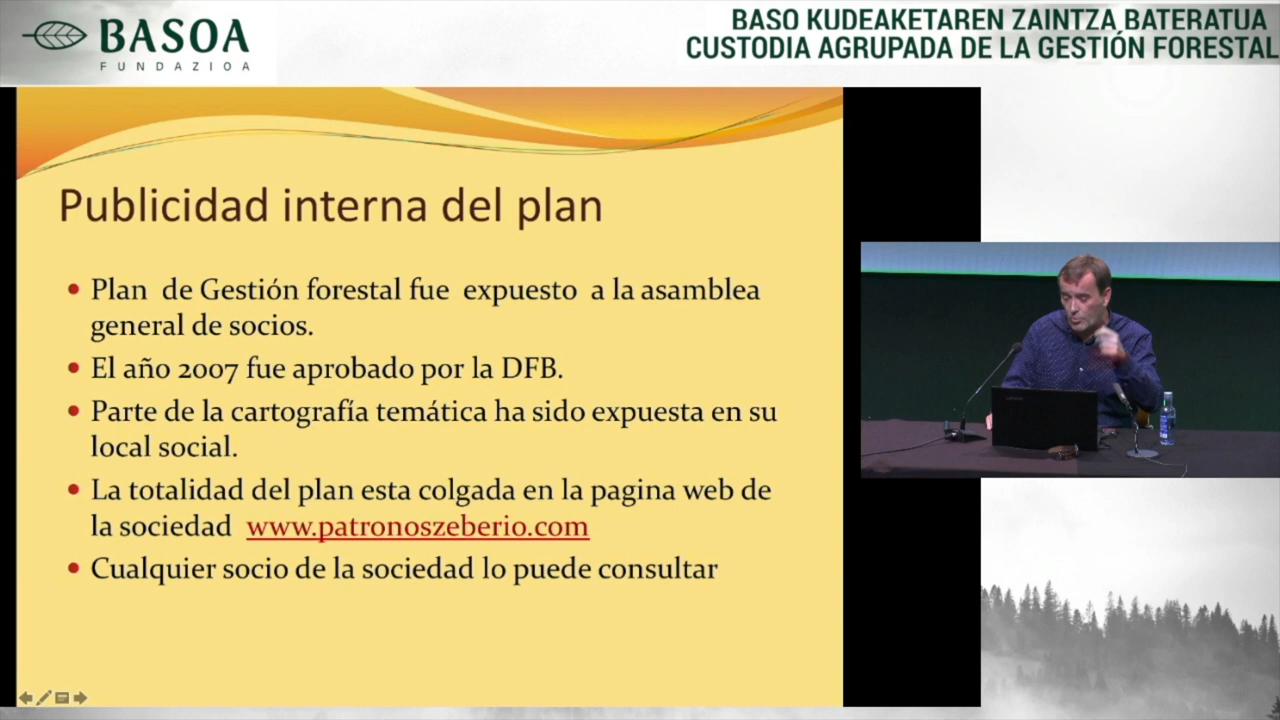 BASOA
FUNDAZIOA
BASO KUDEAKETAREN ZAINTZA BATERATUA
CUSTODIA AGRUPADA DE LA GESTIÓN FORESTAL
Publicidad interna del plan
• Plan de Gestión forestal fue expuesto a la asamblea
general de socios.
• El año 2007 fue aprobado por la DFB.
• Parte de la cartografía temática ha sido expuesta en su
local social.
• La totalidad del plan esta colgada en la pagina web de
la sociedad www.patronoszeberio.com
• Cualquier socio de la sociedad lo puede consultar